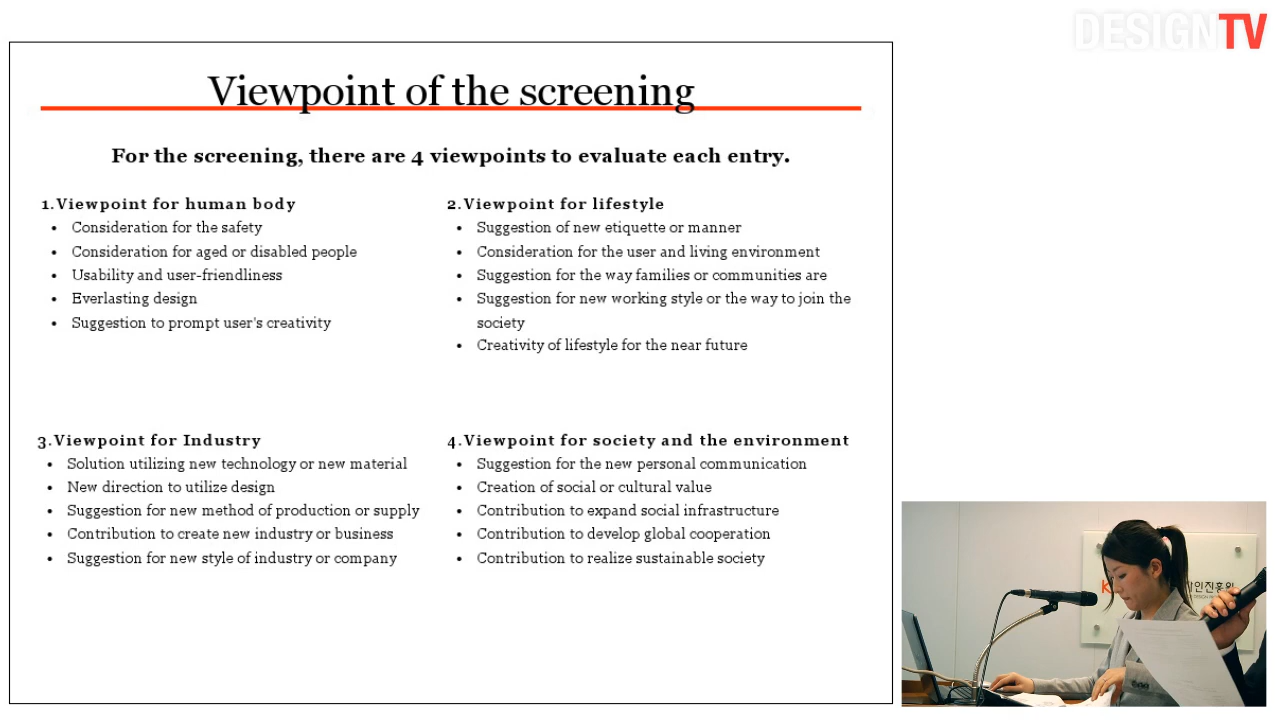 DESIGNTV
Viewpoint of the screening
For the screening, there are 4 viewpoints to evaluate each entry.
1.Viewpoint for human body
• Consideration for the safety
• Consideration for aged or disabled people
• Usability and user-friendliness
• Everlasting design
• Suggestion to prompt user's creativity
2.Viewpoint for lifestyle
• Suggestion of new etiquette or manner
• Consideration for the user and living environment
• Suggestion for the way families or communities are
• Suggestion for new working style or the way to join the
society
• Creativity of lifestyle for the near future
3.Viewpoint for Industry
• Solution utilizing new technology or new material
• New direction to utilize design
• Suggestion for new method of production or supply
• Contribution to create new industry or business
• Suggestion for new style of industry or company
4.Viewpoint for society and the environment
• Suggestion for the new personal communication
• Creation of social or cultural value
• Contribution to expand social infrastructure
• Contribution to develop global cooperation
• Contribution to realize sustainable society
K
인진흥원